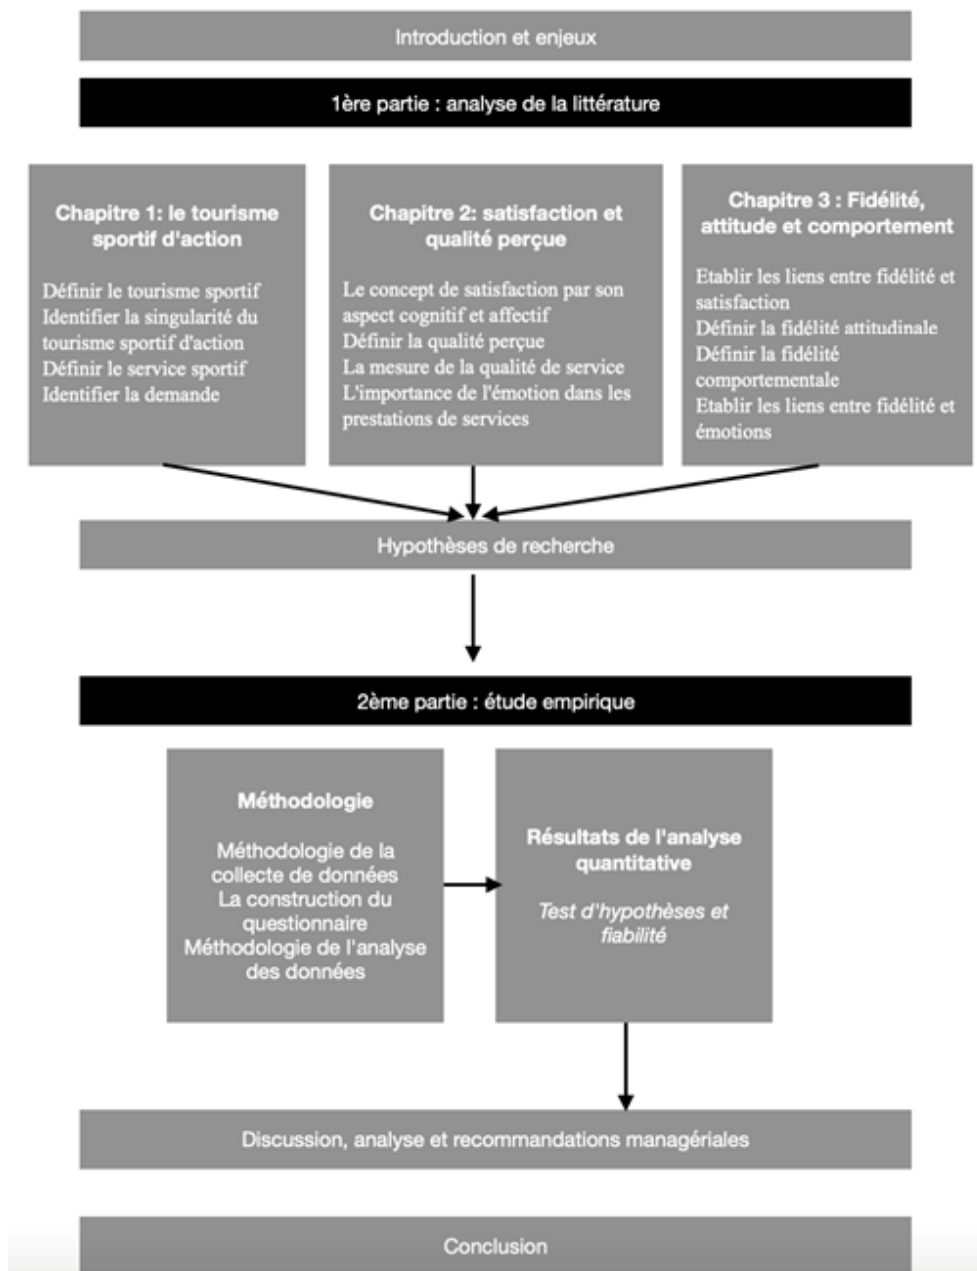 Introduction et enjeux
1ère partie : analyse de la littérature
Chapitre 1: le tourisme
sportif d'action
Définir le tourisme sportif
Identifier la singularité du
tourisme sportif d'action
Définir le service sportif
Identifier la demande
Chapitre 2: satisfaction et
qualité perçue
Le concept de satisfaction par son
aspect cognitif et affectif
Définir la qualité perçue
La mesure de la qualité de service
L'importance de l'émotion dans les
prestations de services
Chapitre 3 : Fidélité,
attitude et comportement
Etablir les liens entre fidélité et
satisfaction
Définir la fidélité attitudinale
Définir la fidélité
comportementale
Etablir les liens entre fidélité et
émotions
Hypothèses de recherche
2ème partie : étude empirique
Méthodologie
Méthodologie de la
collecte de données
La construction du
questionnaire
Méthodologie de l'analyse
des données
Résultats de l'analyse
quantitative
Test d'hypothèses et
fiabilité
Discussion, analyse et recommandations managériales
Conclusion